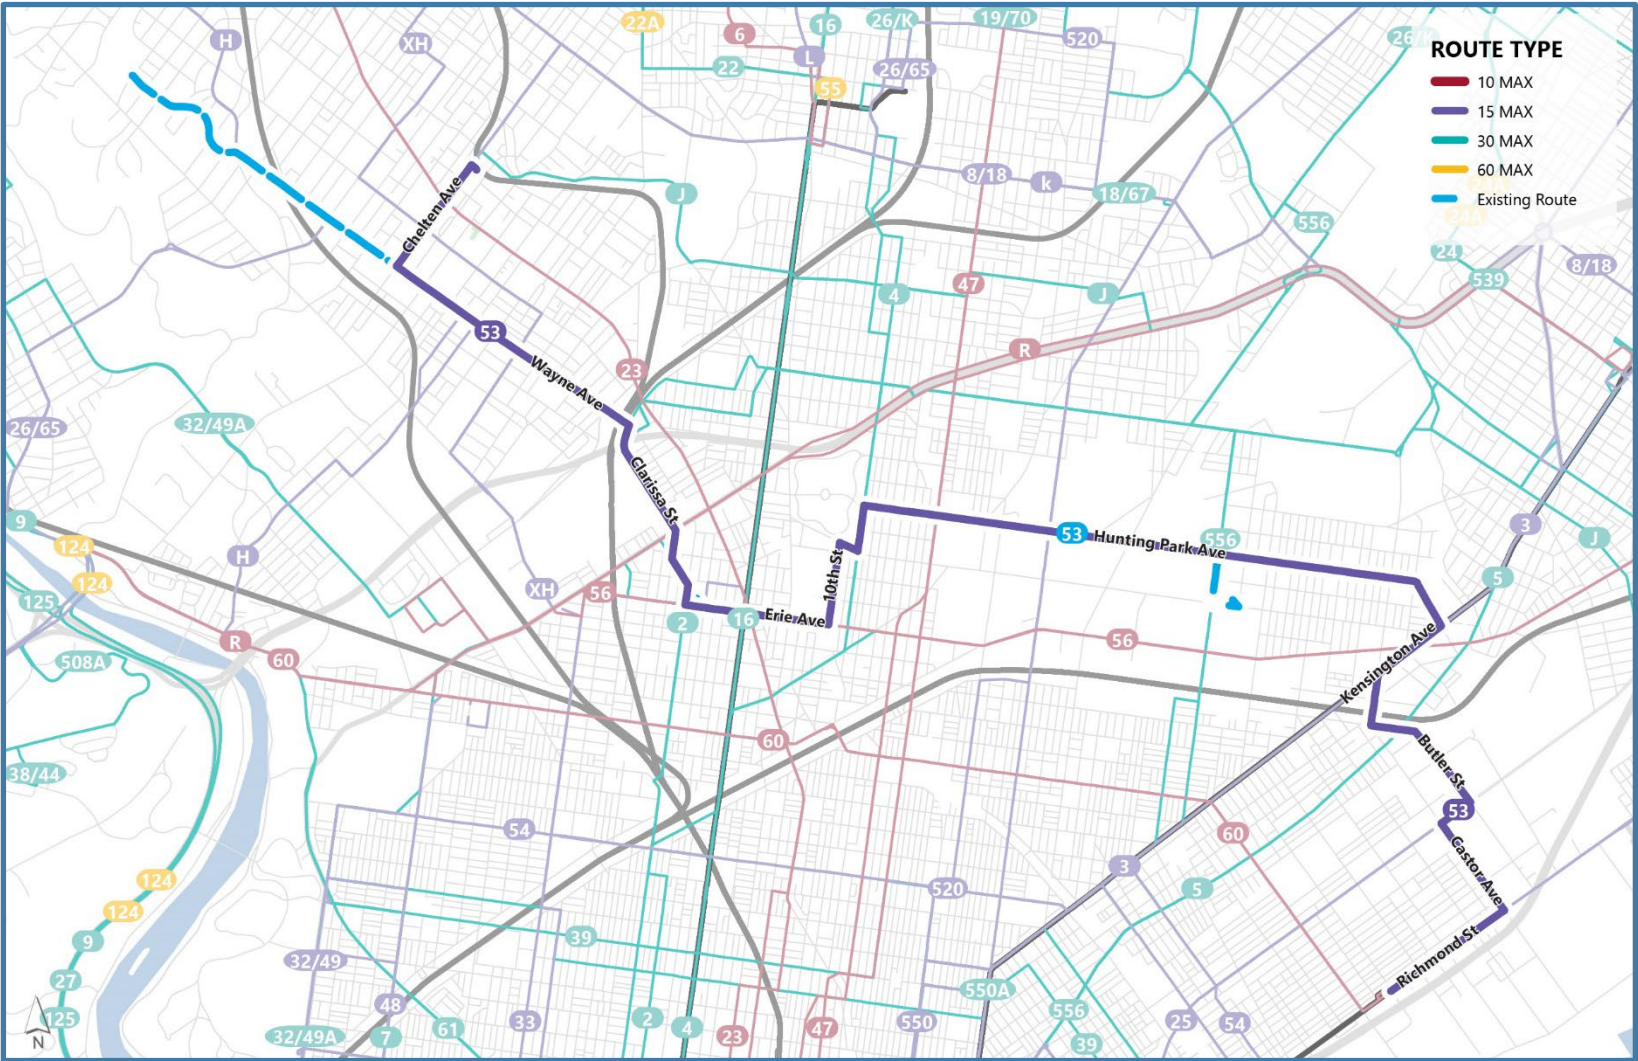 22A
6
16
26/K
19/70
26/K
H
XH
L
520
22
26/65
55
ROUTE TYPE
10 MAX
15 MAX
30 MAX
60 MAX
Existing Route
8/18
k
18/67
J
Chelten Ave
556
24A
24
8/18
539
47
4
J
53
R
Wayne Ave
23
32/49A
26/65
Clarissa St
9
124
3
53
Hunting Park Ave
556
J
H
124
XH
56
10th St
5
125
2
16
Erie Ave
R
56
508A
60
Kensington Ave
60
38/44
Butler St
54
53
60
3
Castor Ave
124
520
5
124
9
39
32/49
Richmond St
27
550A
48
125
2
556
N
32/49A
7
61
33
4
23
47
550
25
54
39